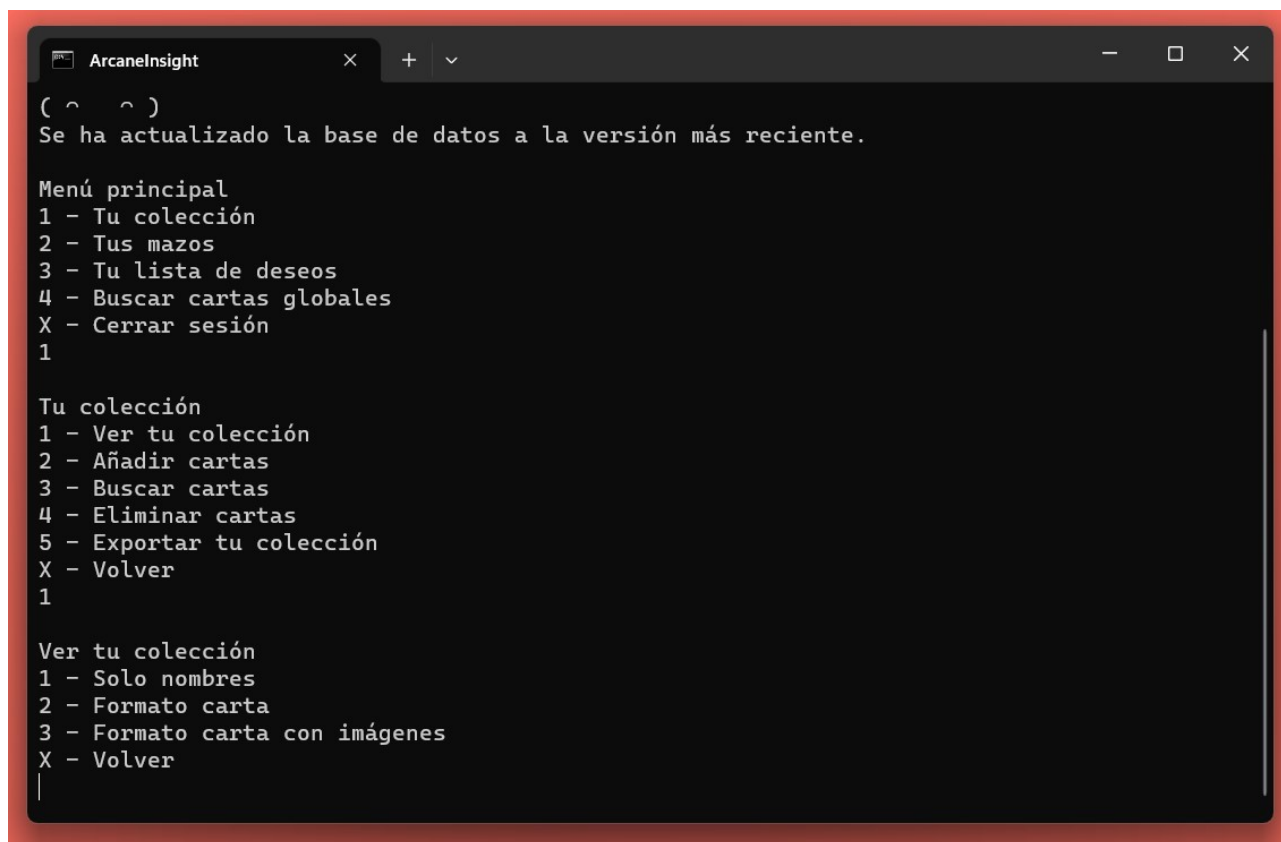 ArcaneInsight
( ⌒   ⌒ )
Se ha actualizado la base de datos a la versión más reciente.
Menú principal
1 - Tu colección
2 - Tus mazos
3 - Tu lista de deseos
4 - Buscar cartas globales
X - Cerrar sesión
1
Tu colección
1 - Ver tu colección
2 - Añadir cartas
3 - Buscar cartas
4 - Eliminar cartas
5 - Exportar tu colección
X - Volver
1
Ver tu colección
1 - Solo nombres
2 - Formato carta
3 - Formato carta con imágenes
X - Volver